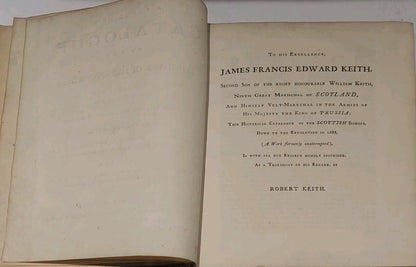 To his Excellency,
JAMES FRANCIS EDWARD KEITH,
Second Son of the right honourable William Keith,
Ninth Great Marischal of SCOTLAND,
And Himself Velt-Mareschal in the Armies of
His Majesty the King of PRUSSIA;
This Historical Catalogue of the SCOTTISH Bishops,
Down to the Revolution in 1688,
(A Work formerly unattempted),
Is with all due Respect humbly inscribed,
As a Testimony of his Regard, by
ROBERT KEITH.